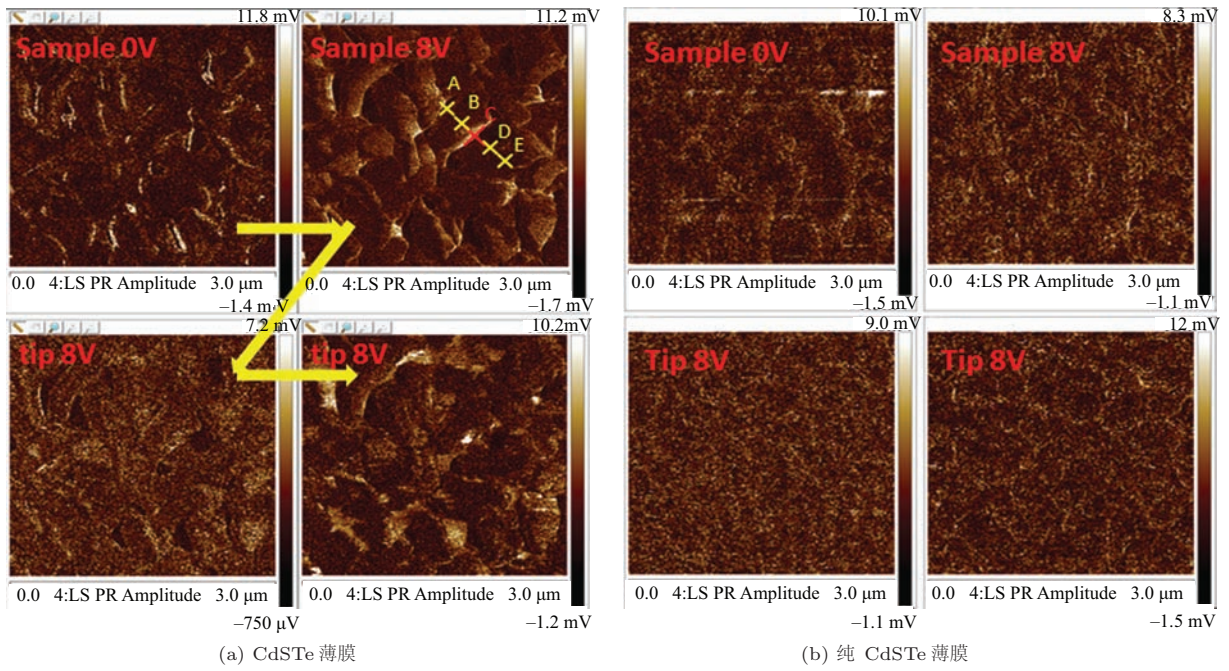 11.8 mV
Sample 0V
0.0 4:LS PR Amplitude 3.0 μm
−1.4 mV
11.2 mV
Sample 8V
A
B
C
D
E
0.0 4:LS PR Amplitude 3.0 μm
−1.7 mV
7.2 mV
tip 8V
0.0 4:LS PR Amplitude 3.0 μm
−750 μV
10.2mV
tip 8V
0.0 4:LS PR Amplitude 3.0 μm
−1.2 mV
(a) CdSTe 薄膜
10.1 mV
Sample 0V
0.0 4:LS PR Amplitude 3.0 μm
−1.5 mV
8.3 mV
Sample 8V
0.0 4:LS PR Amplitude 3.0 μm
−1.1 mV
9.0 mV
Tip 8V
0.0 4:LS PR Amplitude 3.0 μm
−1.1 mV
12 mV
Tip 8V
0.0 4:LS PR Amplitude 3.0 μm
−1.5 mV
(b) 纯 CdSTe 薄膜